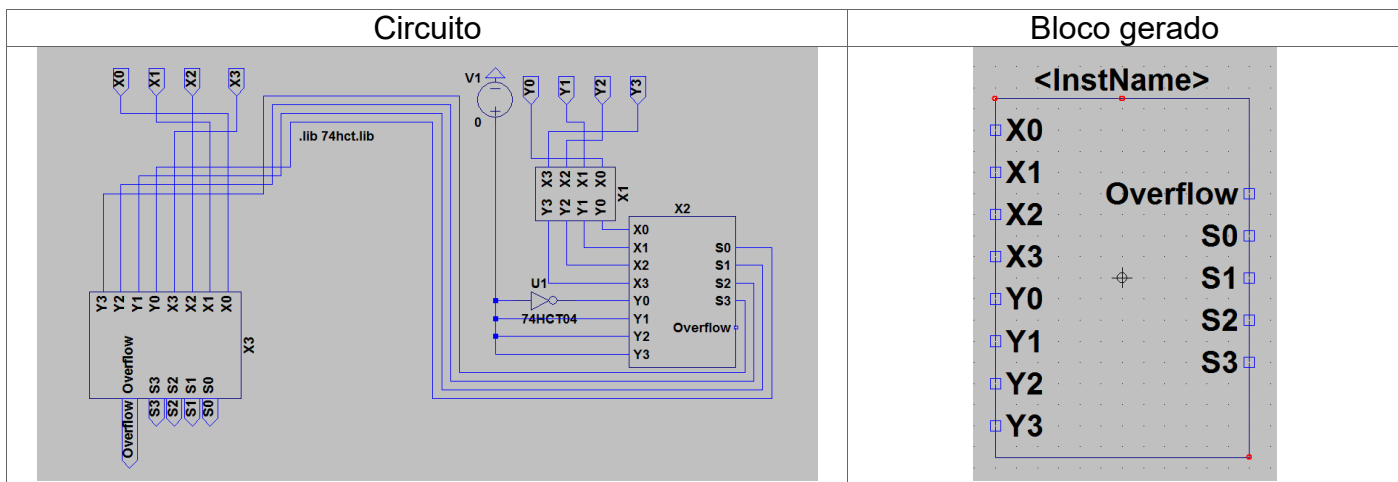 Circuito
Bloco gerado
X0 X1 X2 X3
V1
0
Y0 Y1 Y2 Y3
.lib 74hct.lib
X3 X2 X1 X0
Y3 Y2 Y1 Y0
X1
X2
X0
X1
X2
X3
Y0
Y1
Y2
Y3
S0
S1
S2
S3
Overflow
U1
74HCT04
Y3 Y2 Y1 Y0 X3 X2 X1 X0
X3
Overflow S3 S2 S1 S0
Overflow S3 S2 S1 S0
<InstName>
X0
X1
X2
X3
Y0
Y1
Y2
Y3
Overflow
S0
S1
S2
S3